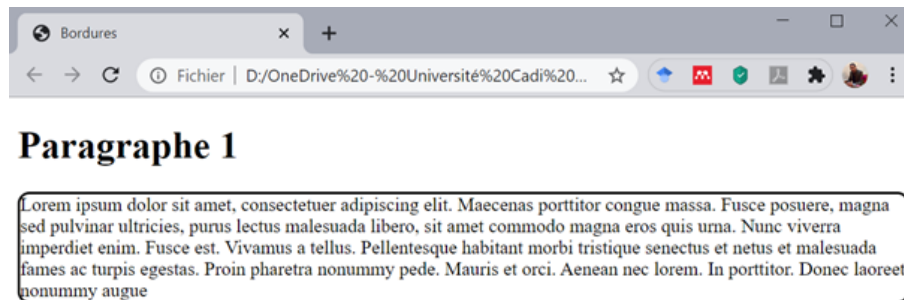 Bordures
Fichier | D:/OneDrive%20-%20Université%20Cadi%20...
Paragraphe 1
Lorem ipsum dolor sit amet, consectetuer adipiscing elit. Maecenas porttitor congue massa. Fusce posuere, magna
sed pulvinar ultricies, purus lectus malesuada libero, sit amet commodo magna eros quis urna. Nunc viverra
imperdiet enim. Fusce est. Vivamus a tellus. Pellentesque habitant morbi tristique senectus et netus et malesuada
fames ac turpis egestas. Proin pharetra nonummy pede. Mauris et orci. Aenean nec lorem. In porttitor. Donec laoreet
nonummy augue